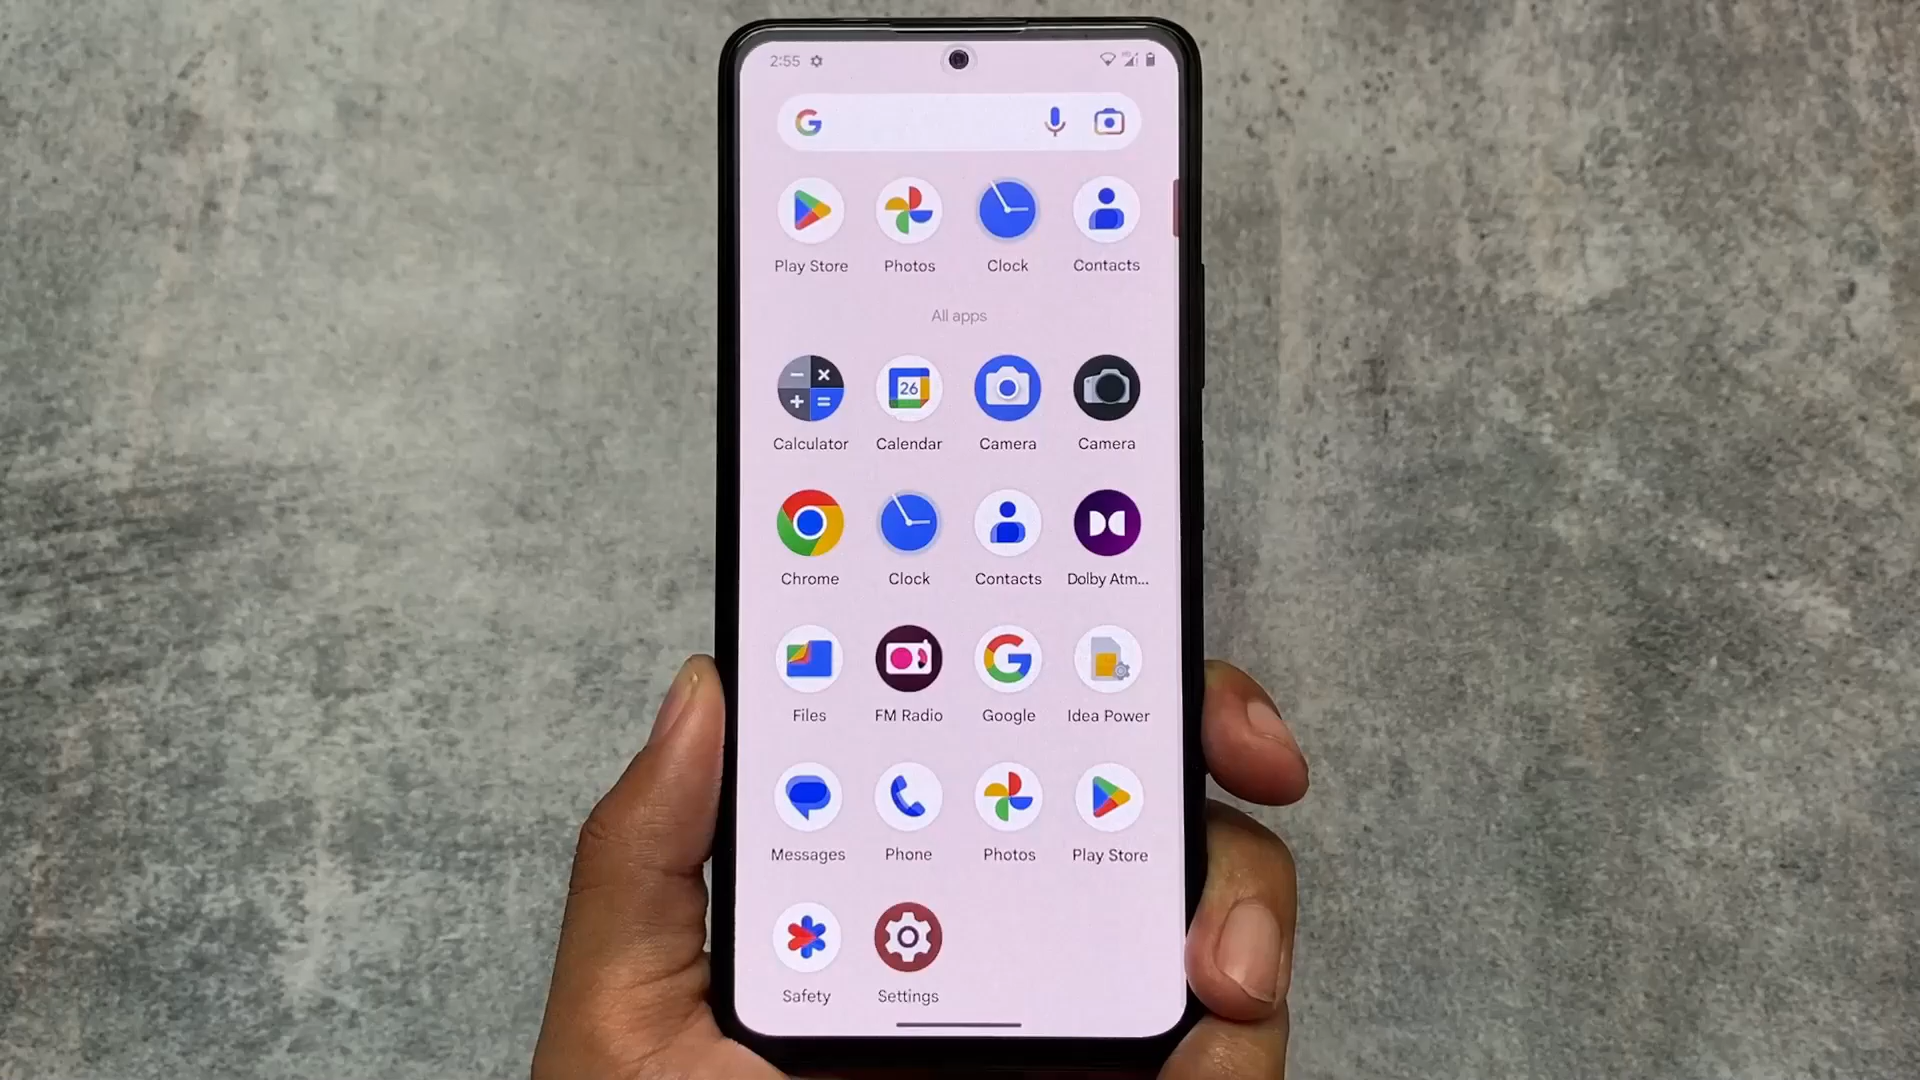 2:55
Play Store Photos Clock Contacts
All apps
26
Calculator Calendar Camera Camera
Chrome Clock Contacts Dolby Atm...
Files FM Radio Google Idea Power
Messages Phone Photos Play Store
Safety Settings